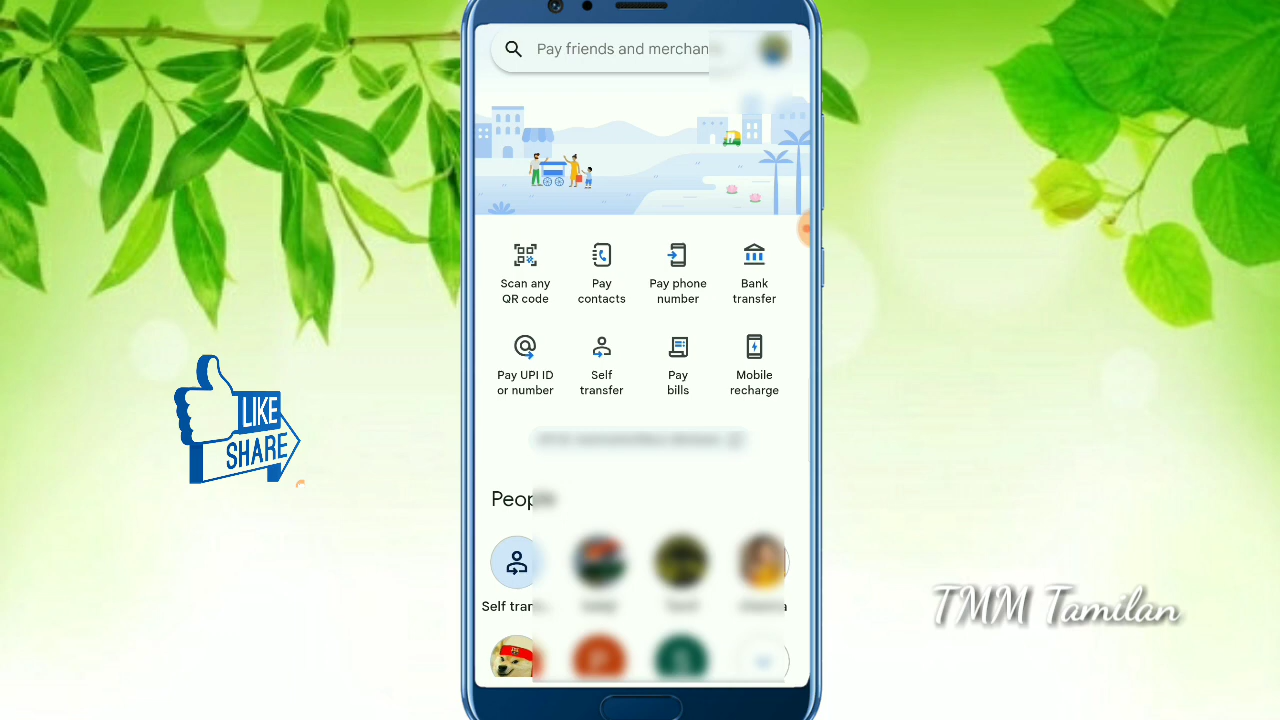 Pay friends and merchan
Scan any
QR code
Pay
contacts
Pay phone
number
Bank
transfer
Pay UPI ID
or number
Self
transfer
Pay
bills
Mobile
recharge
LIKE
SHARE
Peop
Self tran...
TMM Tamilan